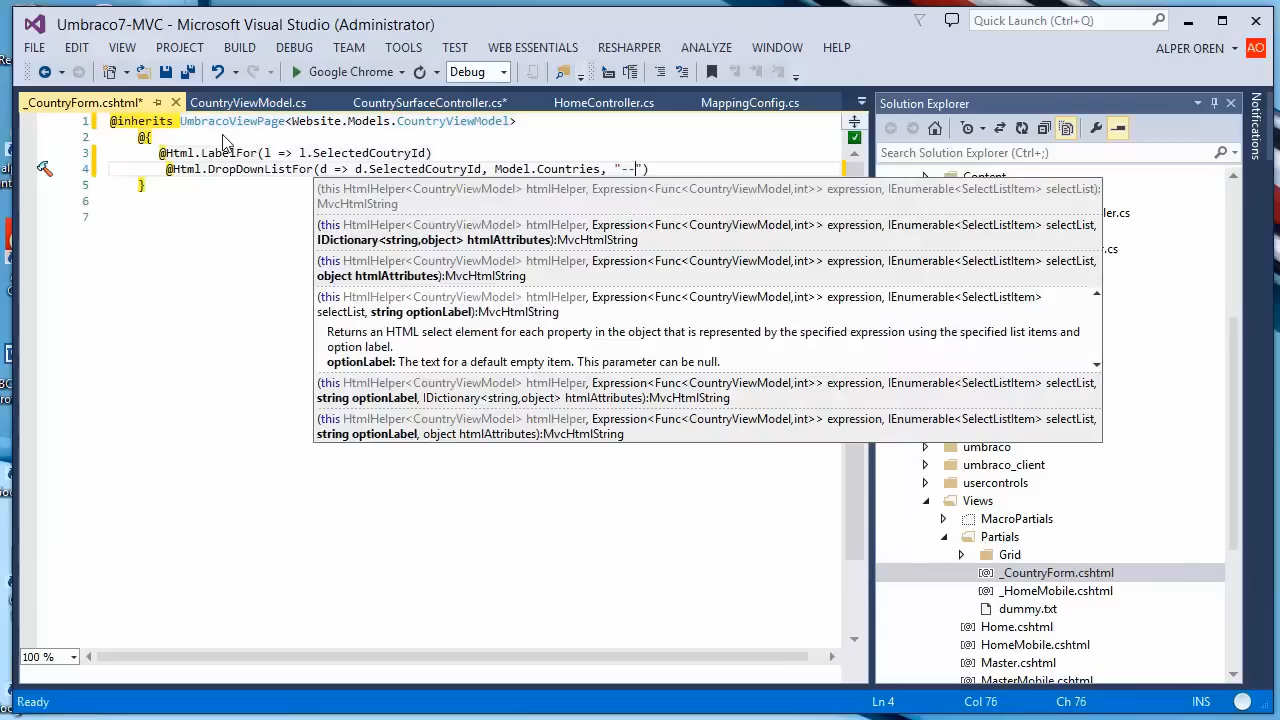 Umbraco7-MVC - Microsoft Visual Studio (Administrator)
Quick Launch (Ctrl+Q)
FILE EDIT VIEW PROJECT BUILD DEBUG TEAM TOOLS TEST WEB ESSENTIALS RESHARPER ANALYZE WINDOW HELP
ALPER OREN AO
Google Chrome Debug
_CountryForm.cshtml* CountryViewModel.cs CountrySurfaceController.cs* HomeController.cs MappingConfig.cs
Solution Explorer
Search Solution Explorer (Ctrl+;)
1 @inherits UmbracoViewPage<Website.Models.CountryViewModel>
2 @{
3 @Html.LabelFor(l => l.SelectedCoutryId)
4 @Html.DropDownListFor(d => d.SelectedCoutryId, Model.Countries, "--")
5 }
6
7
(this HtmlHelper<CountryViewModel> htmlHelper, Expression<Func<CountryViewModel,int>> expression, IEnumerable<SelectListItem> selectList):
MvcHtmlString
(this HtmlHelper<CountryViewModel> htmlHelper, Expression<Func<CountryViewModel,int>> expression, IEnumerable<SelectListItem> selectList,
IDictionary<string,object> htmlAttributes):MvcHtmlString
(this HtmlHelper<CountryViewModel> htmlHelper, Expression<Func<CountryViewModel,int>> expression, IEnumerable<SelectListItem> selectList,
object htmlAttributes):MvcHtmlString
(this HtmlHelper<CountryViewModel> htmlHelper, Expression<Func<CountryViewModel,int>> expression, IEnumerable<SelectListItem>
selectList, string optionLabel):MvcHtmlString
Returns an HTML select element for each property in the object that is represented by the specified expression using the specified list items and
option label.
optionLabel: The text for a default empty item. This parameter can be null.
(this HtmlHelper<CountryViewModel> htmlHelper, Expression<Func<CountryViewModel,int>> expression, IEnumerable<SelectListItem> selectList,
string optionLabel, IDictionary<string,object> htmlAttributes):MvcHtmlString
(this HtmlHelper<CountryViewModel> htmlHelper, Expression<Func<CountryViewModel,int>> expression, IEnumerable<SelectListItem> selectList,
string optionLabel, object htmlAttributes):MvcHtmlString
Content
ler.cs
.cs
umbraco
umbraco_client
usercontrols
Views
MacroPartials
Partials
Grid
_CountryForm.cshtml
_HomeMobile.cshtml
dummy.txt
Home.cshtml
HomeMobile.cshtml
Master.cshtml
MasterMobile.cshtml
Properties
100 %
Ready Ln 4 Col 76 Ch 76 INS